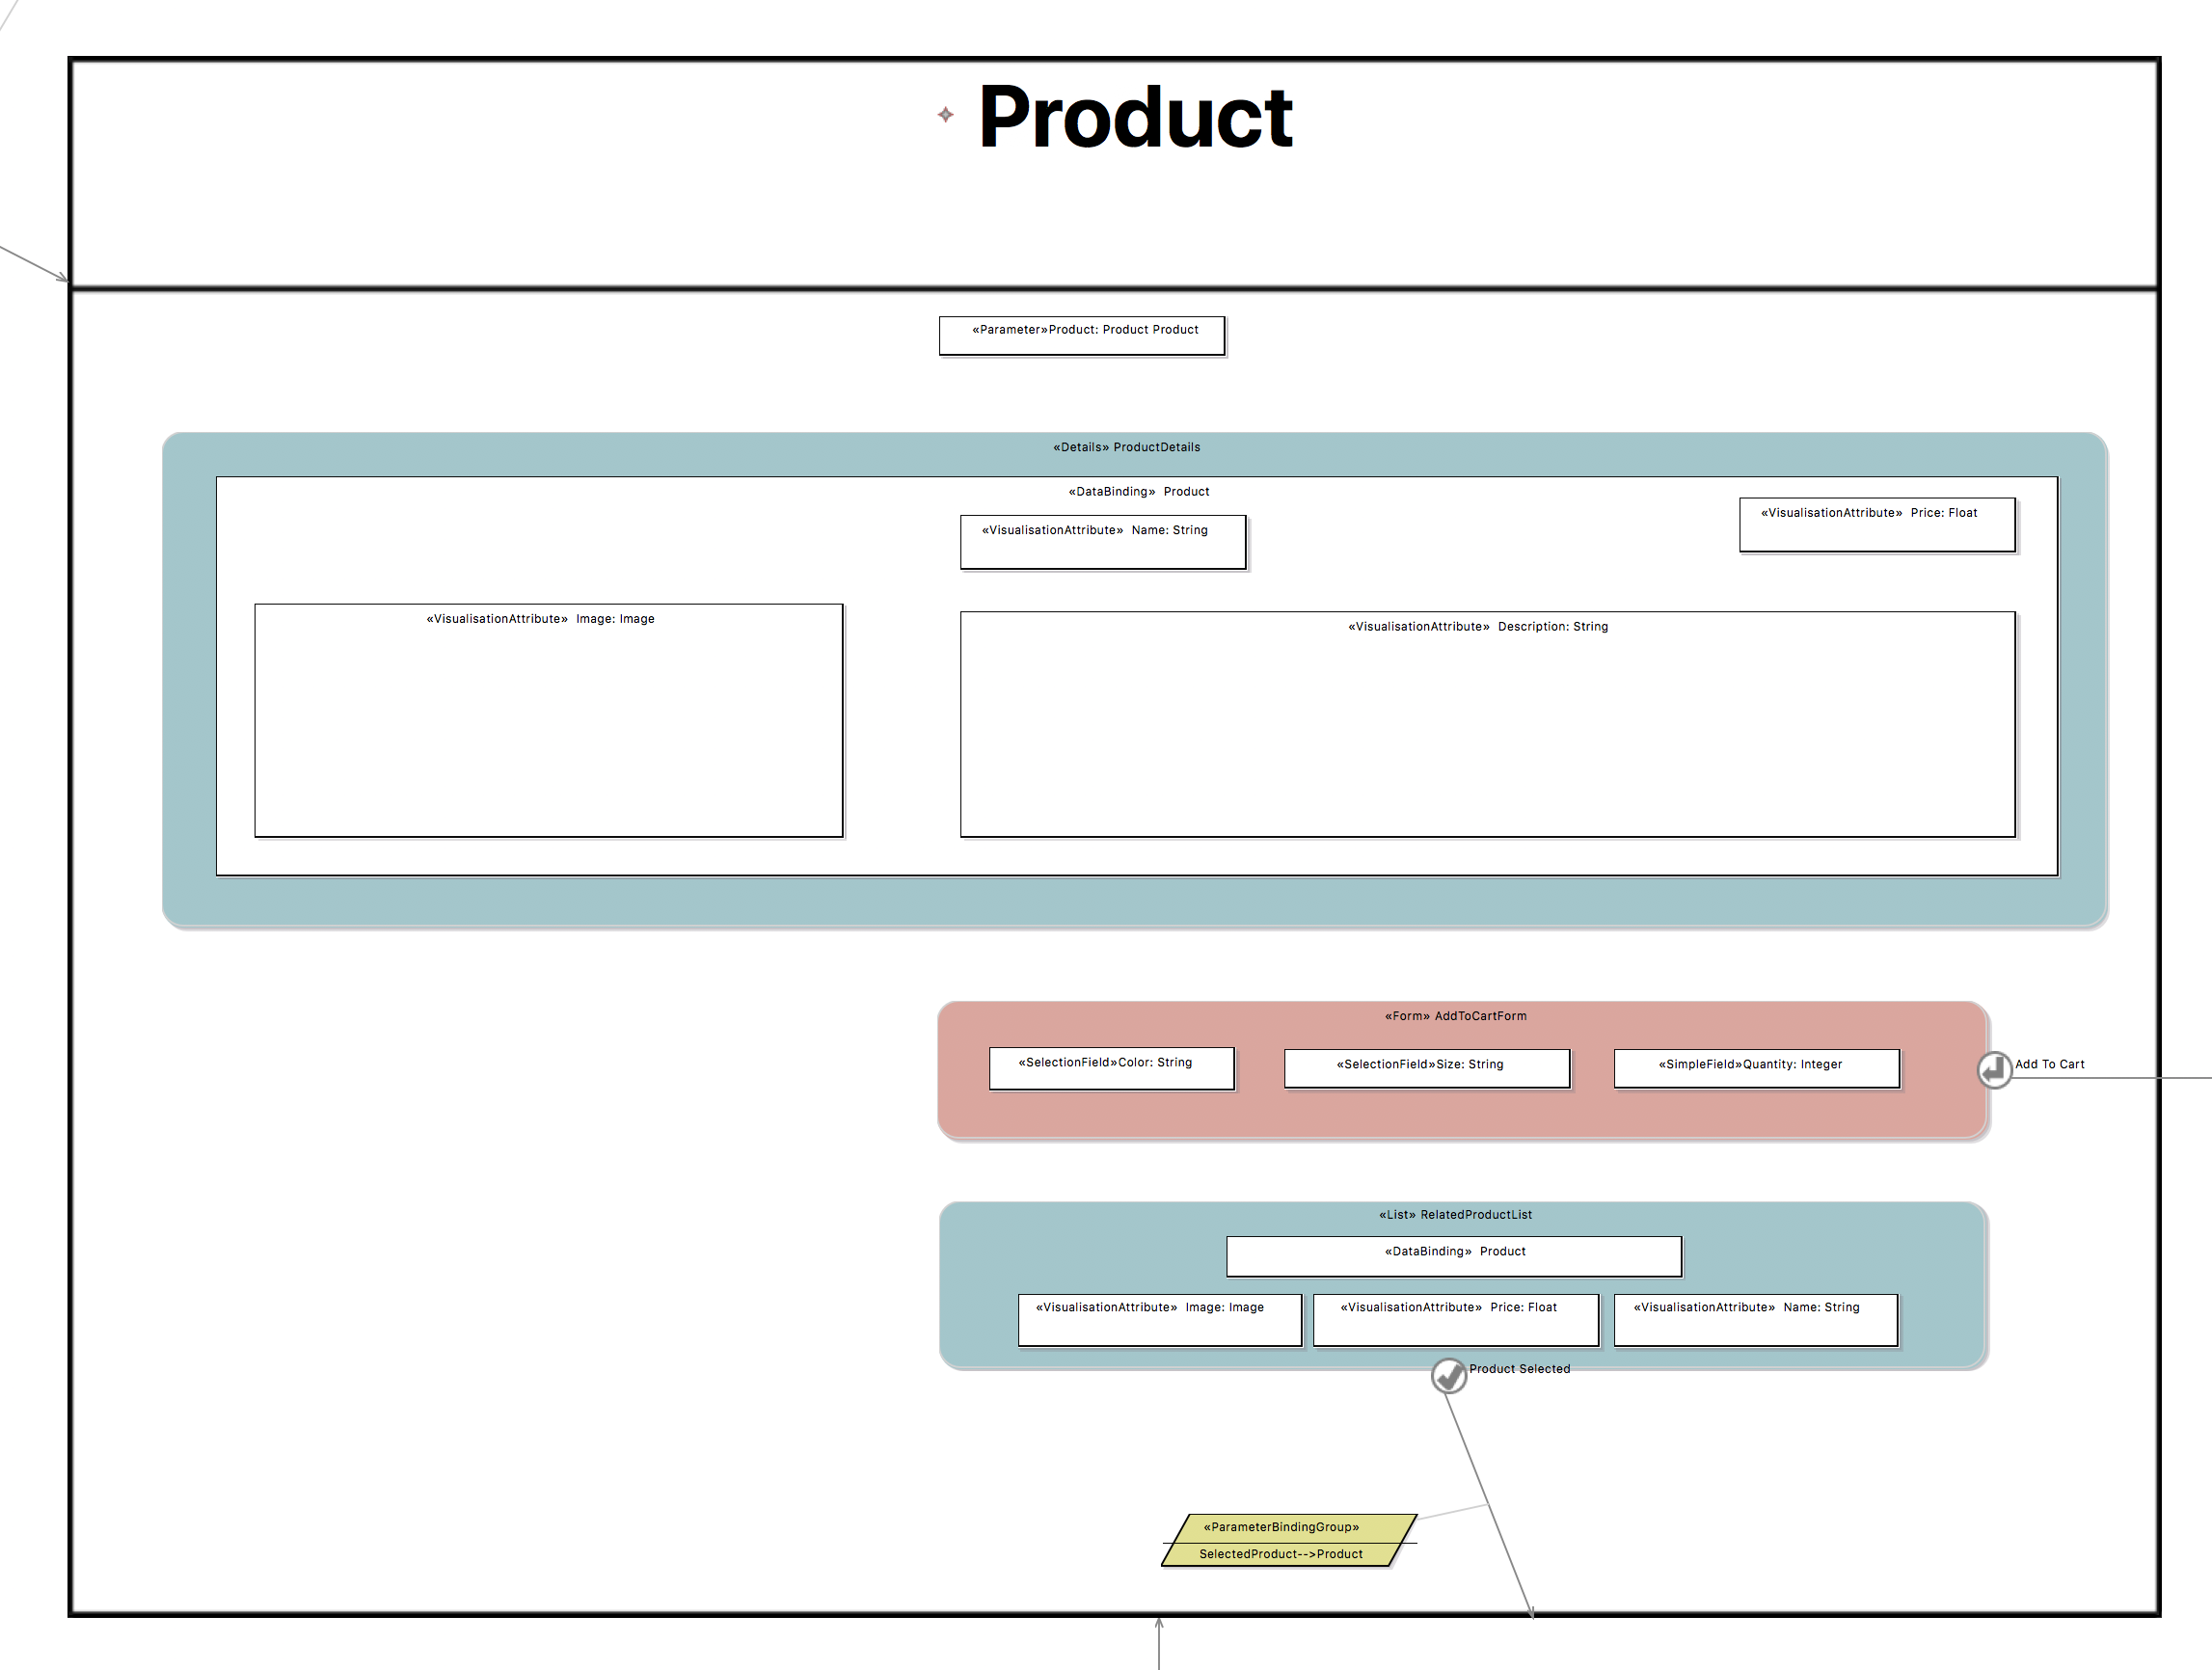 Product
«Parameter»Product: Product Product
«Details» ProductDetails
«DataBinding» Product
«VisualisationAttribute» Name: String
«VisualisationAttribute» Price: Float
«VisualisationAttribute» Image: Image
«VisualisationAttribute» Description: String
«Form» AddToCartForm
«SelectionField»Color: String
«SelectionField»Size: String
«SimpleField»Quantity: Integer
Add To Cart
«List» RelatedProductList
«DataBinding» Product
«VisualisationAttribute» Image: Image
«VisualisationAttribute» Price: Float
«VisualisationAttribute» Name: String
Product Selected
«ParameterBindingGroup»
SelectedProduct-->Product